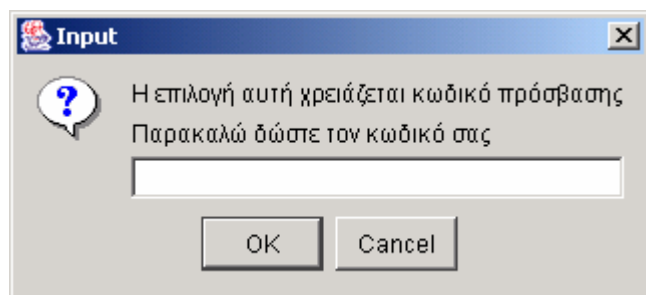 Input
Η επιλογή αυτή χρειάζεται κωδικό πρόσβασης
Παρακαλώ δώστε τον κωδικό σας
OK
Cancel